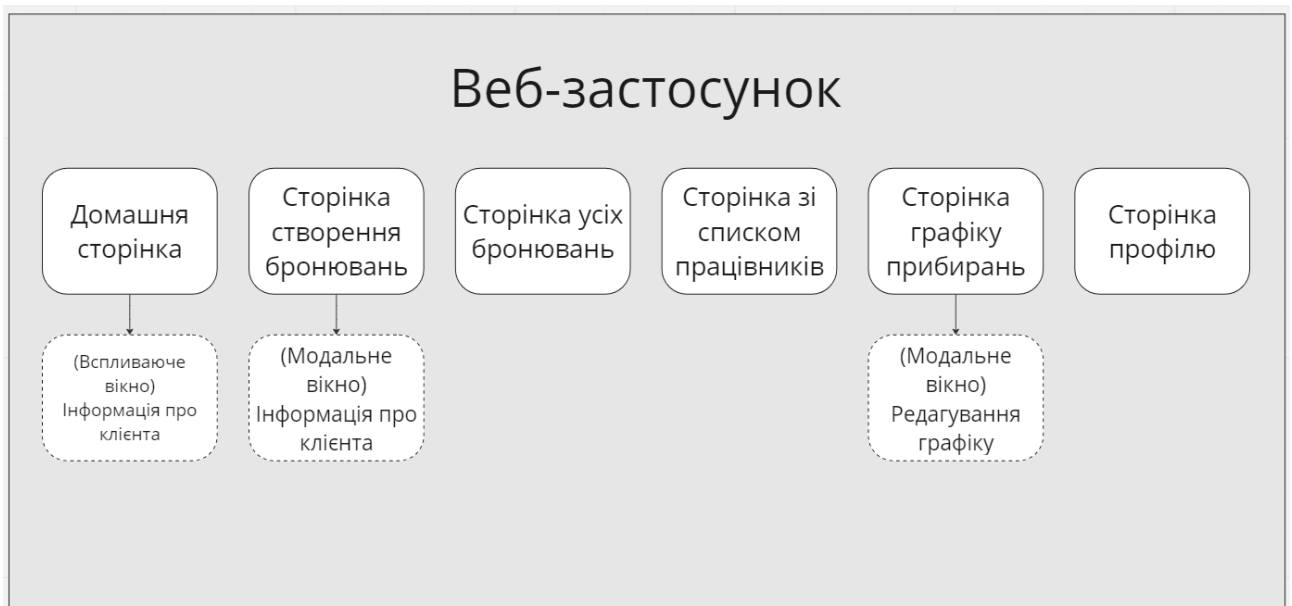 Веб-застосунок
Домашня
сторінка
Сторінка
створення
бронювань
Сторінка усіх
бронювань
Сторінка зі
списком
працівників
Сторінка
графіку
прибирань
Сторінка
профілю
(Вспливаюче
вікно)
Інформація про
клієнта
(Модальне
вікно)
Інформація про
клієнта
(Модальне
вікно)
Редагування
графіку